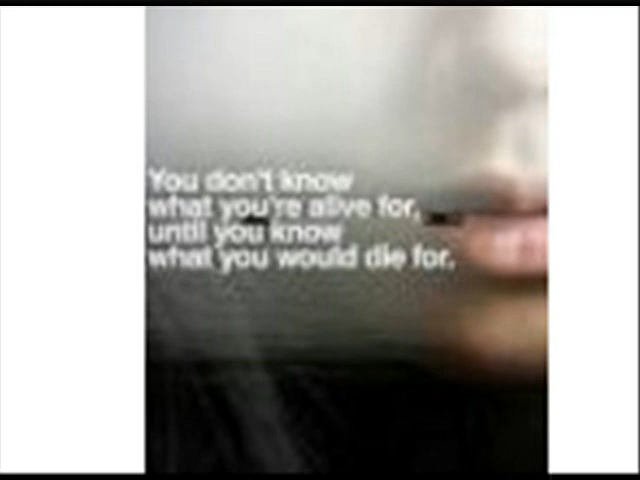 You don't know
what you're alive for,
until you know
what you would die for.